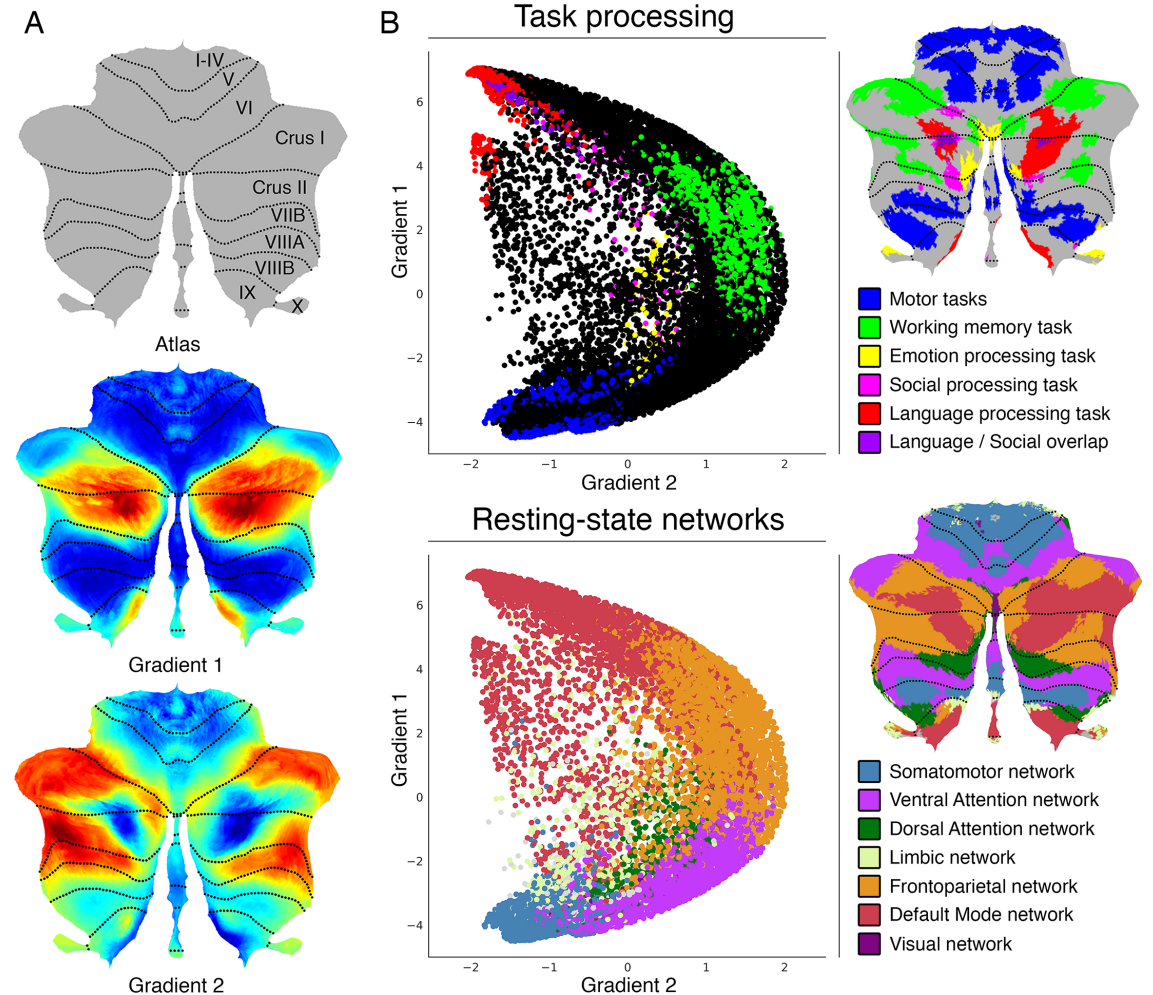 A
I-IV
V
VI
Crus I
Crus II
VIIB
VIIIA
VIIIB
IX
X
Atlas
Gradient 1
Gradient 2
B
Task processing
Gradient 1
6
4
2
0
−2
−4
−2
−1
0
1
2
Gradient 2
Motor tasks
Working memory task
Emotion processing task
Social processing task
Language processing task
Language / Social overlap
Resting-state networks
Gradient 1
6
4
2
0
−2
−4
−2
−1
0
1
2
Gradient 2
Somatomotor network
Ventral Attention network
Dorsal Attention network
Limbic network
Frontoparietal network
Default Mode network
Visual network